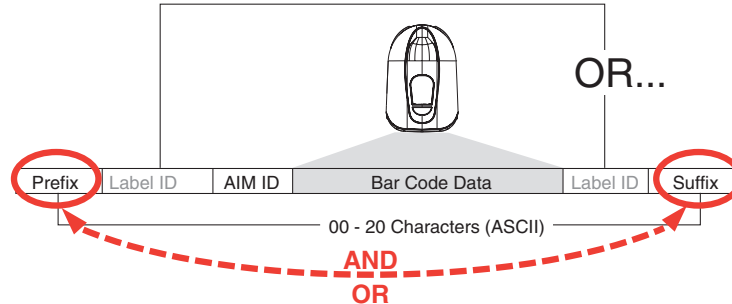 OR...
Prefix Label ID AIM ID Bar Code Data Label ID Suffix
00 - 20 Characters (ASCII)
AND
OR